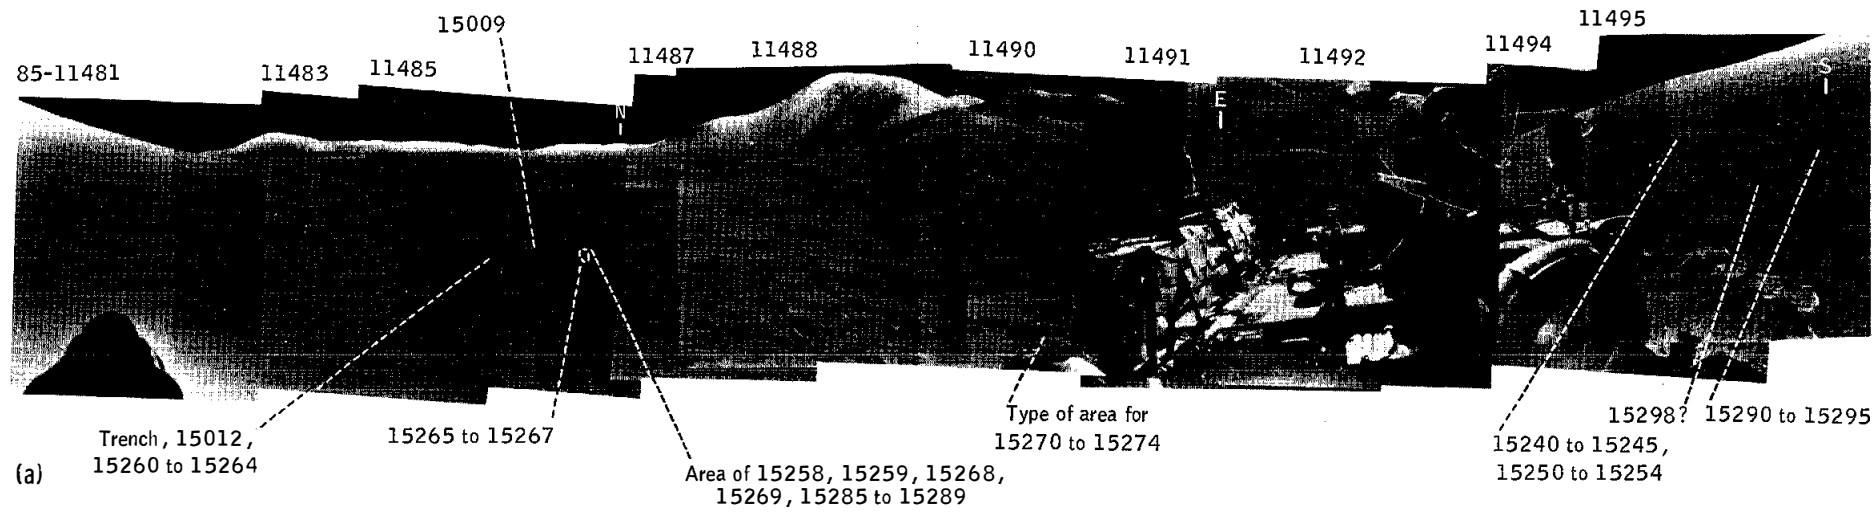 15009
11495
11487
11488
11490
11491
11492
11494
85-11481
11483
11485
N
E
S
Trench, 15012,
15260 to 15264
15265 to 15267
Area of 15258, 15259, 15268,
15269, 15285 to 15289
Type of area for
15270 to 15274
15240 to 15245,
15250 to 15254
15298?
15290 to 15295
(a)